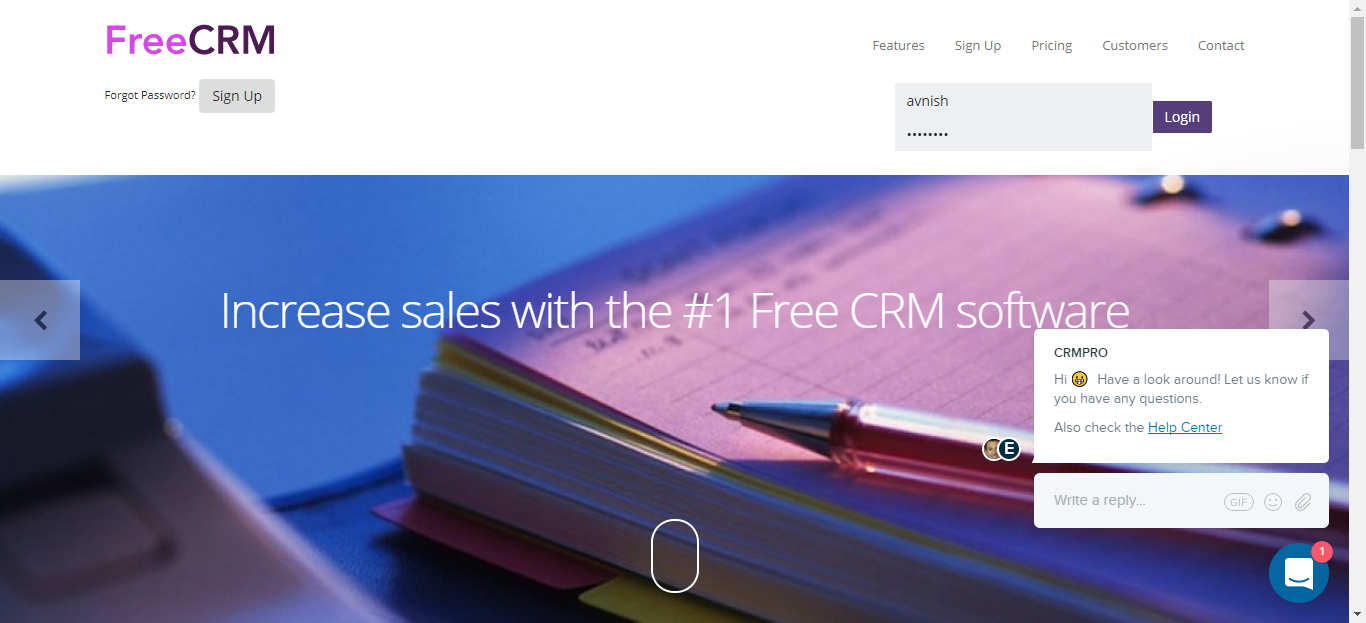 FreeCRM
Features Sign Up Pricing Customers Contact
Forgot Password? Sign Up
avnish
••••••••
Login
Increase sales with the #1 Free CRM software
CRMPRO
Hi 😀 Have a look around! Let us know if
you have any questions.
Also check the Help Center
E
Write a reply...
GIF
1